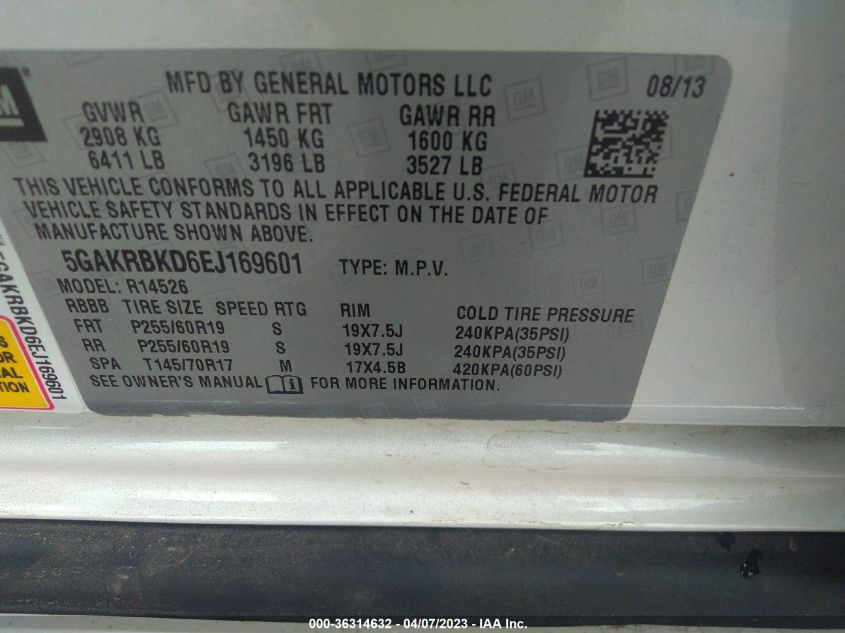 GM
MFD BY GENERAL MOTORS LLC 08/13
GVWR GAWR FRT GAWR RR
2908 KG 1450 KG 1600 KG
6411 LB 3196 LB 3527 LB
THIS VEHICLE CONFORMS TO ALL APPLICABLE U.S. FEDERAL MOTOR
VEHICLE SAFETY STANDARDS IN EFFECT ON THE DATE OF
MANUFACTURE SHOWN ABOVE.
5GAKRBKD6EJ169601 TYPE: M.P.V.
MODEL: R14526
RBBB TIRE SIZE SPEED RTG RIM COLD TIRE PRESSURE
FRT P255/60R19 S 19X7.5J 240KPA(35PSI)
RR P255/60R19 S 19X7.5J 240KPA(35PSI)
SPA T145/70R17 M 17X4.5B 420KPA(60PSI)
SEE OWNER'S MANUAL FOR MORE INFORMATION.
5GAKRBKD6EJ169601
000-36314632 - 04/07/2023 - IAA Inc.